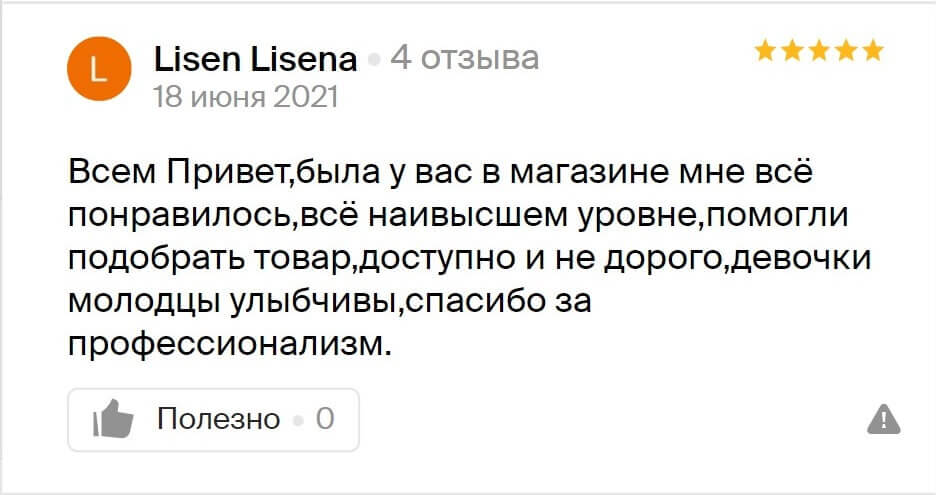 L
Lisen Lisena • 4 отзыва
18 июня 2021
Всем Привет,была у вас в магазине мне всё
понравилось,всё наивысшем уровне,помогли
подобрать товар,доступно и не дорого,девочки
молодцы улыбчивы,спасибо за
профессионализм.
Полезно • 0